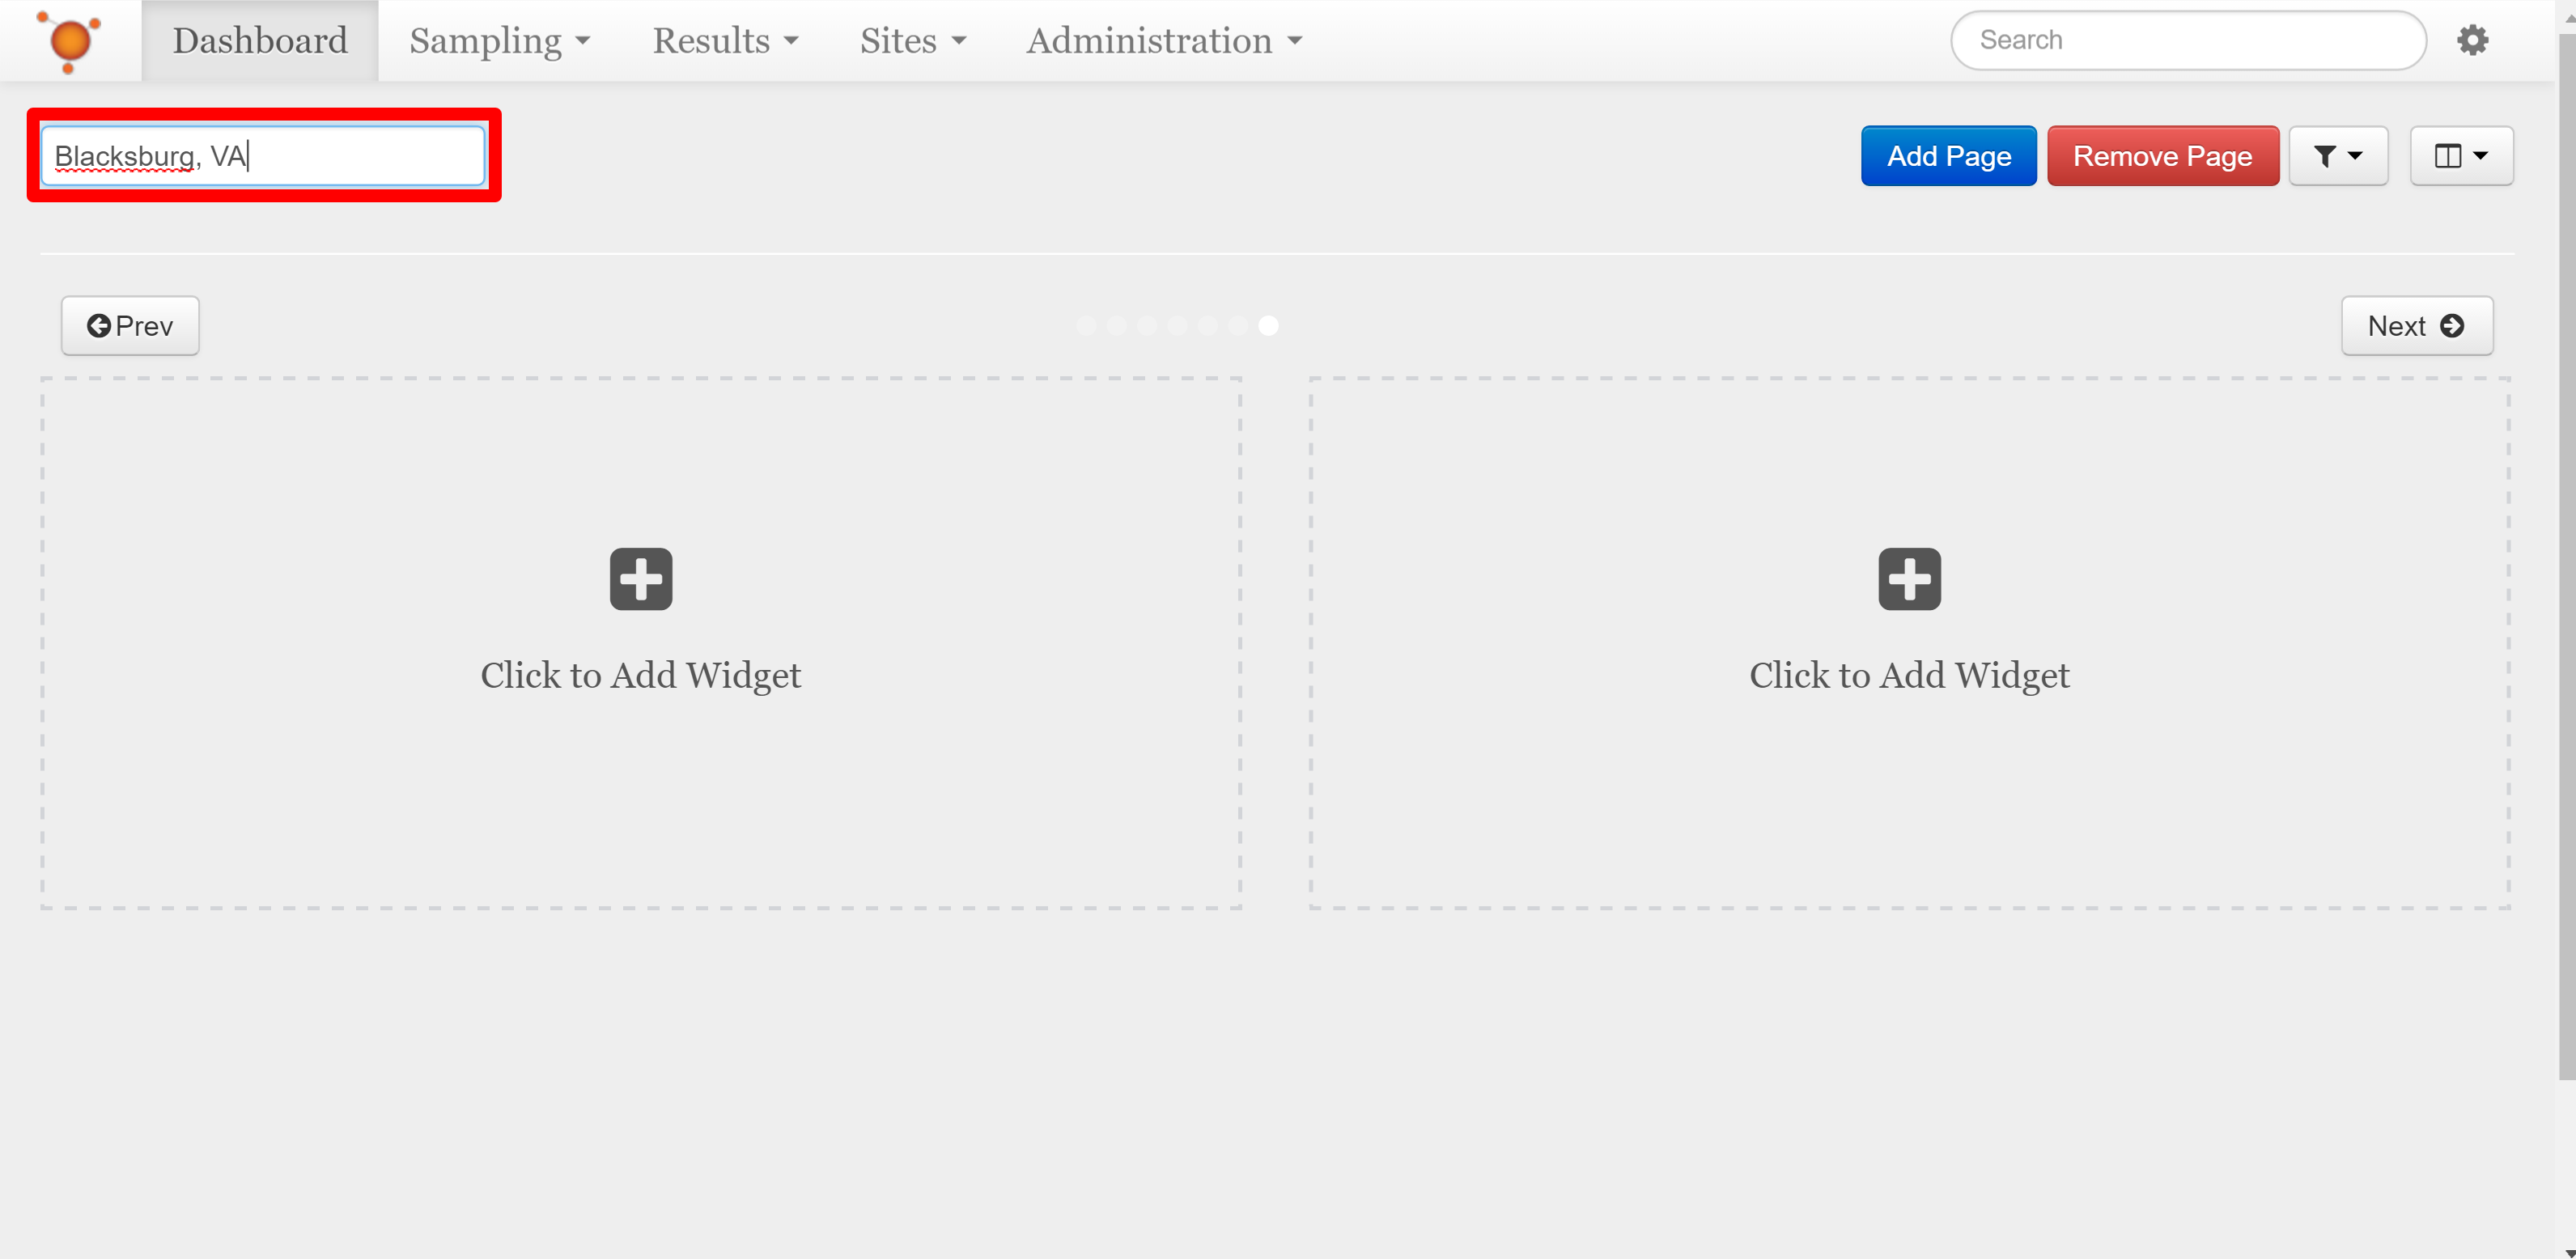 Dashboard Sampling Results Sites Administration Search
Blacksburg, VA Add Page Remove Page
Prev Next
Click to Add Widget Click to Add Widget